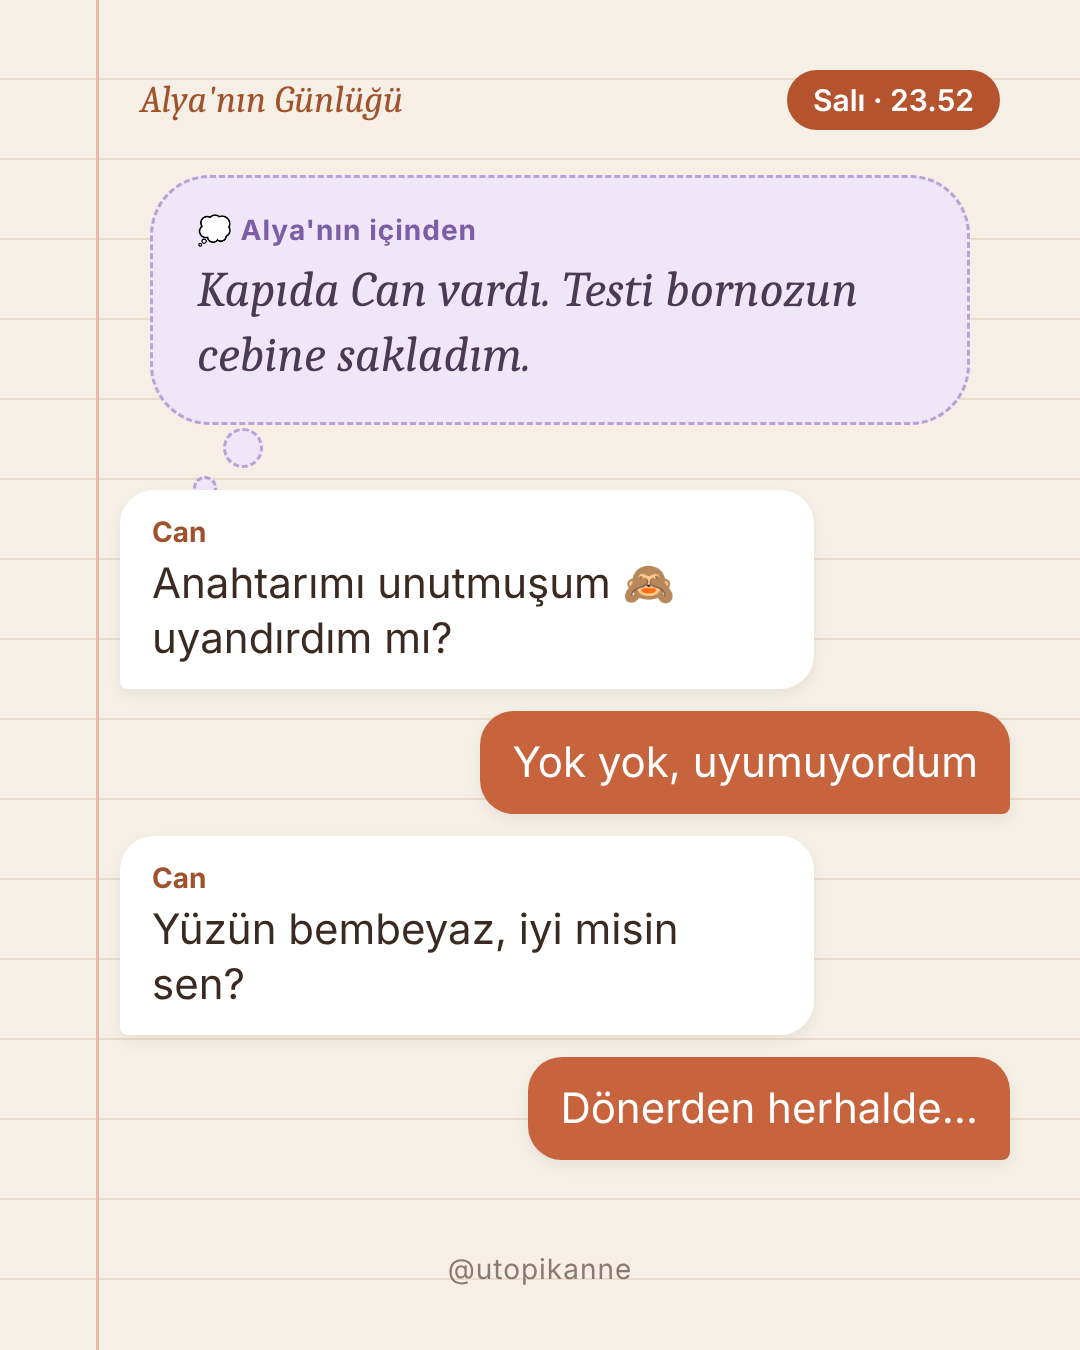 Alya'nın Günlüğü
Salı · 23.52
💭 Alya'nın içinden
Kapıda Can vardı. Testi bornozun
cebine sakladım.
Can
Anahtarımı unutmuşum 🙈
uyandırdım mı?
Yok yok, uyumuyordum
Can
Yüzün bembeyaz, iyi misin
sen?
Dönerden herhalde...
@utopikanne